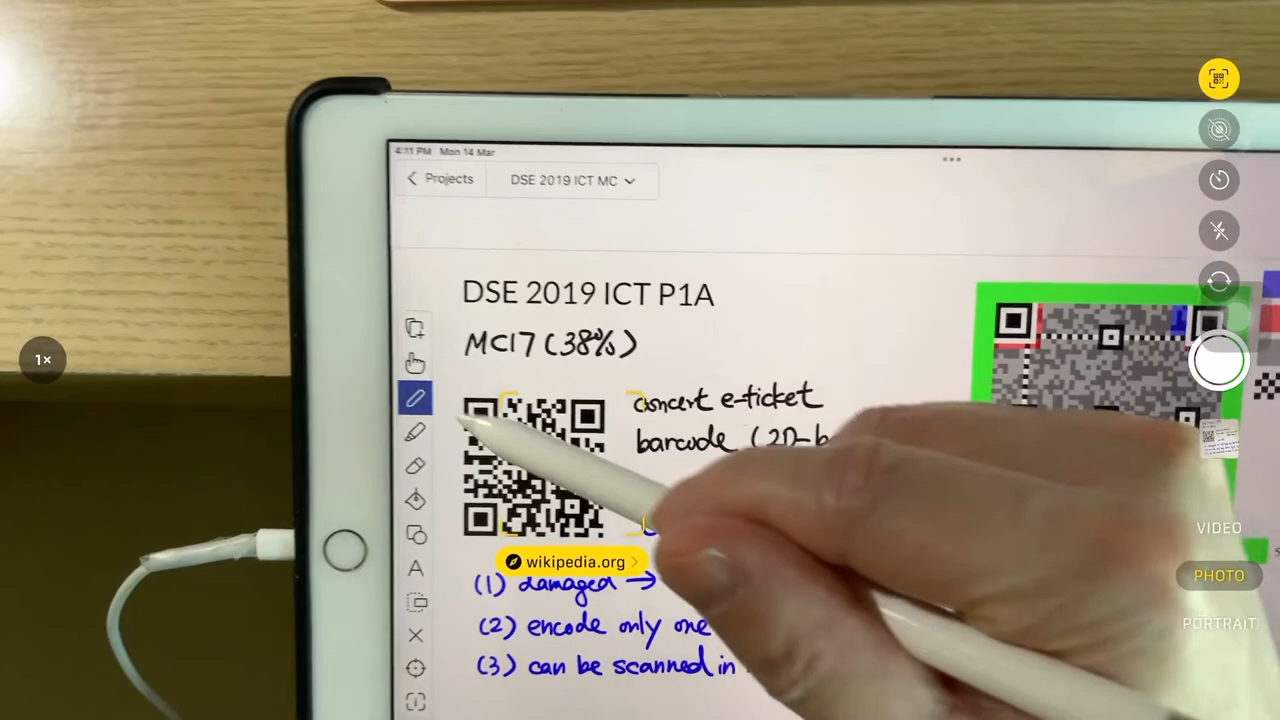 4:11 PM Mon 14 Mar
Projects
DSE 2019 ICT MC
DSE 2019 ICT P1A
MC17 (38%)
concert e-ticket
barcode (2D-b
wikipedia.org
(1) damaged →
(2) encode only one
(3) can be scanned in
1×
VIDEO
PHOTO
PORTRAIT
A